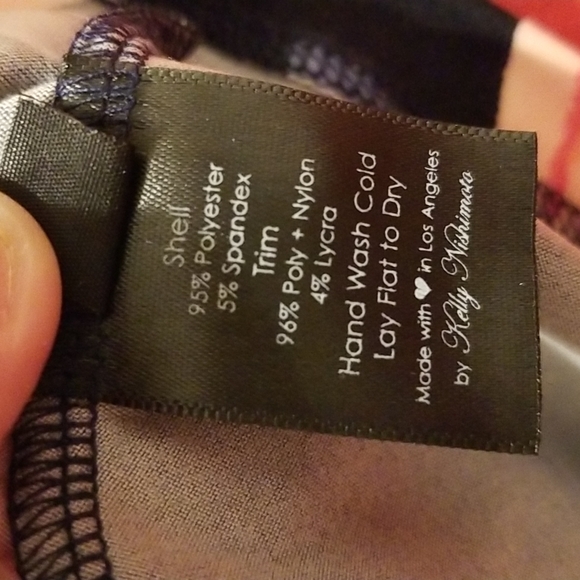 Shell
95% Polyester
5% Spandex
Trim
96% Poly + Nylon
4% Lycra
Hand Wash Cold
Lay Flat to Dry
Made with ♥ in Los Angeles
by Kelly Nishimoto